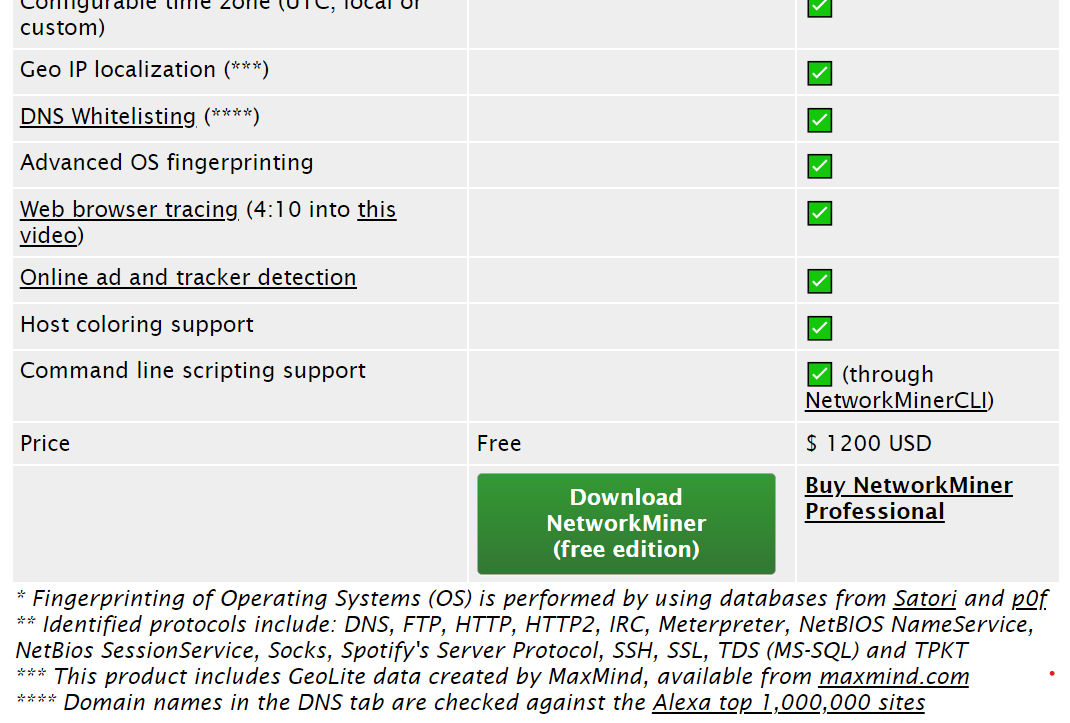 Configurable time zone (UTC, local or
custom)
Geo IP localization (***)
DNS Whitelisting (****)
Advanced OS fingerprinting
Web browser tracing (4:10 into this
video)
Online ad and tracker detection
Host coloring support
Command line scripting support
(through
NetworkMinerCLI)
Price
Free
$ 1200 USD
Download
NetworkMiner
(free edition)
Buy NetworkMiner
Professional
* Fingerprinting of Operating Systems (OS) is performed by using databases from Satori and p0f
** Identified protocols include: DNS, FTP, HTTP, HTTP2, IRC, Meterpreter, NetBIOS NameService,
NetBios SessionService, Socks, Spotify's Server Protocol, SSH, SSL, TDS (MS-SQL) and TPKT
*** This product includes GeoLite data created by MaxMind, available from maxmind.com
**** Domain names in the DNS tab are checked against the Alexa top 1,000,000 sites